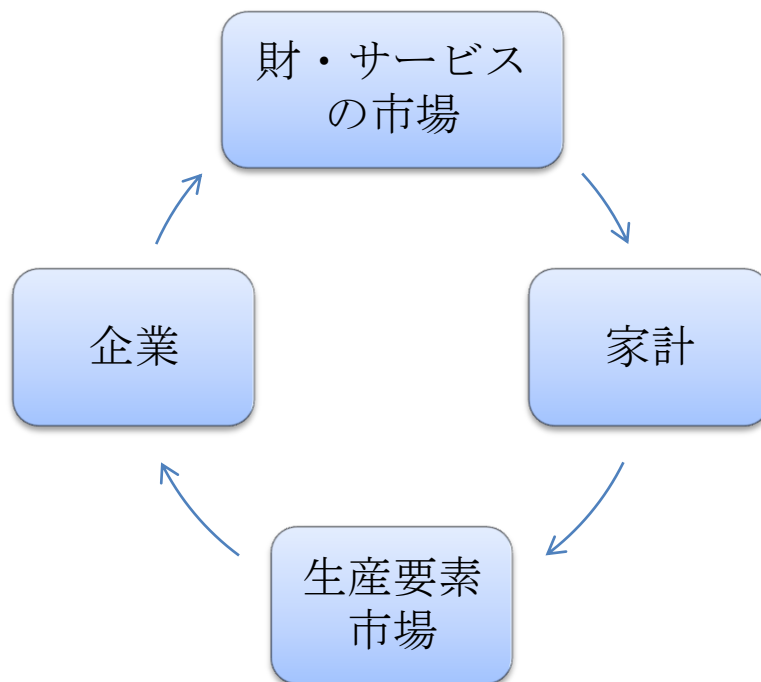 財・サービス
の市場
企業
家計
生産要素
市場